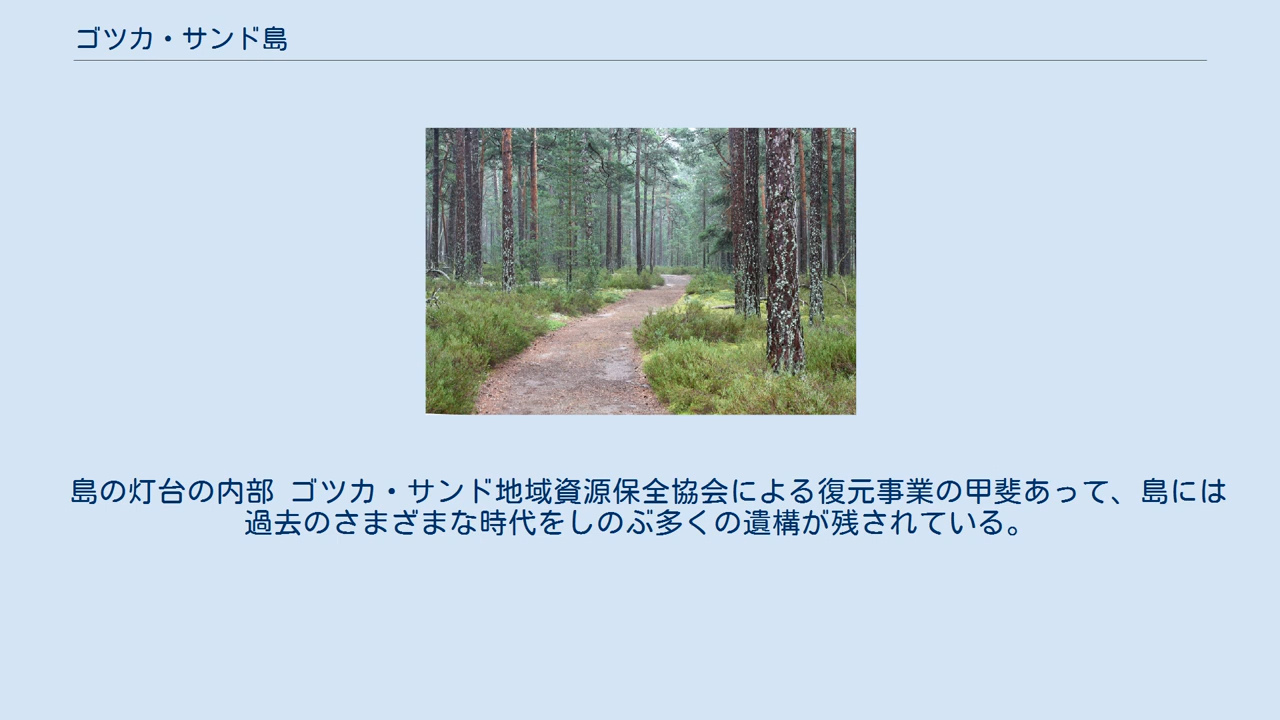 ゴツカ・サンド島
島の灯台の内部 ゴツカ・サンド地域資源保全協会による復元事業の甲斐あって、島には
過去のさまざまな時代をしのぶ多くの遺構が残されている。